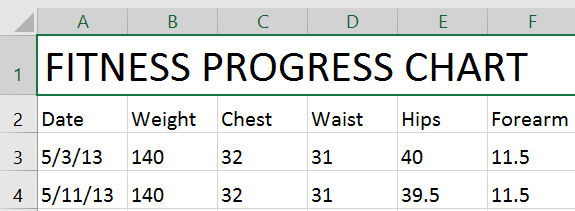 A B C D E F
1 FITNESS PROGRESS CHART
2 Date Weight Chest Waist Hips Forearm
3 5/3/13 140 32 31 40 11.5
4 5/11/13 140 32 31 39.5 11.5